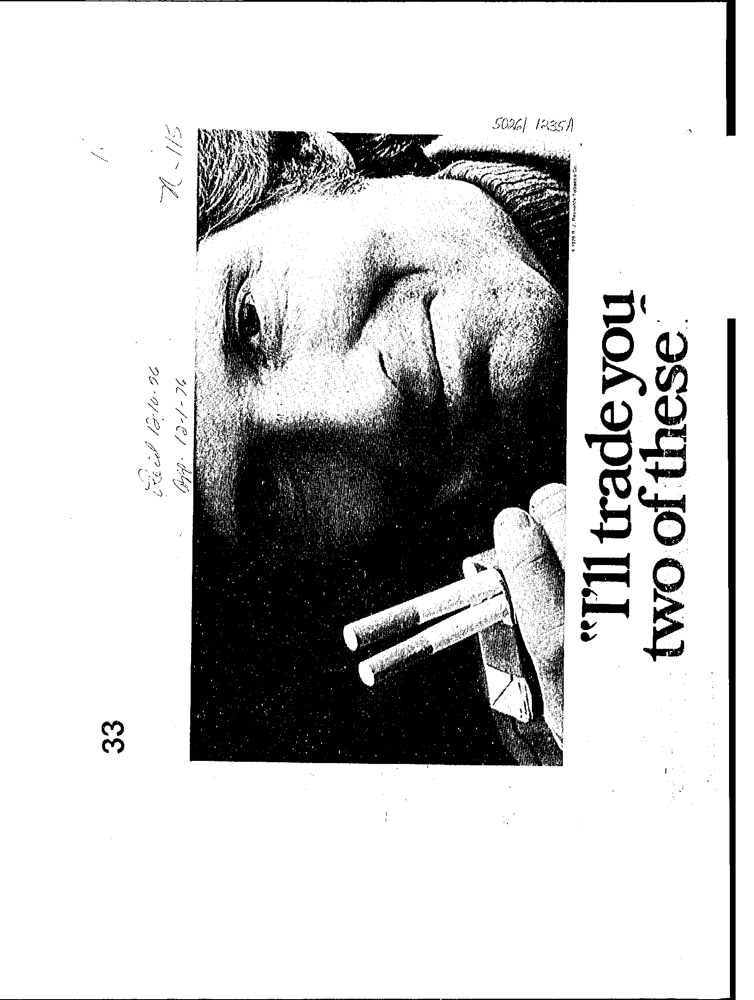 33
Rec'd 12-10-76
App. 12-1-76
n-115
50261 1235A
© 1976 R. J. Reynolds Tobacco Co.
"I'll trade you
two of these